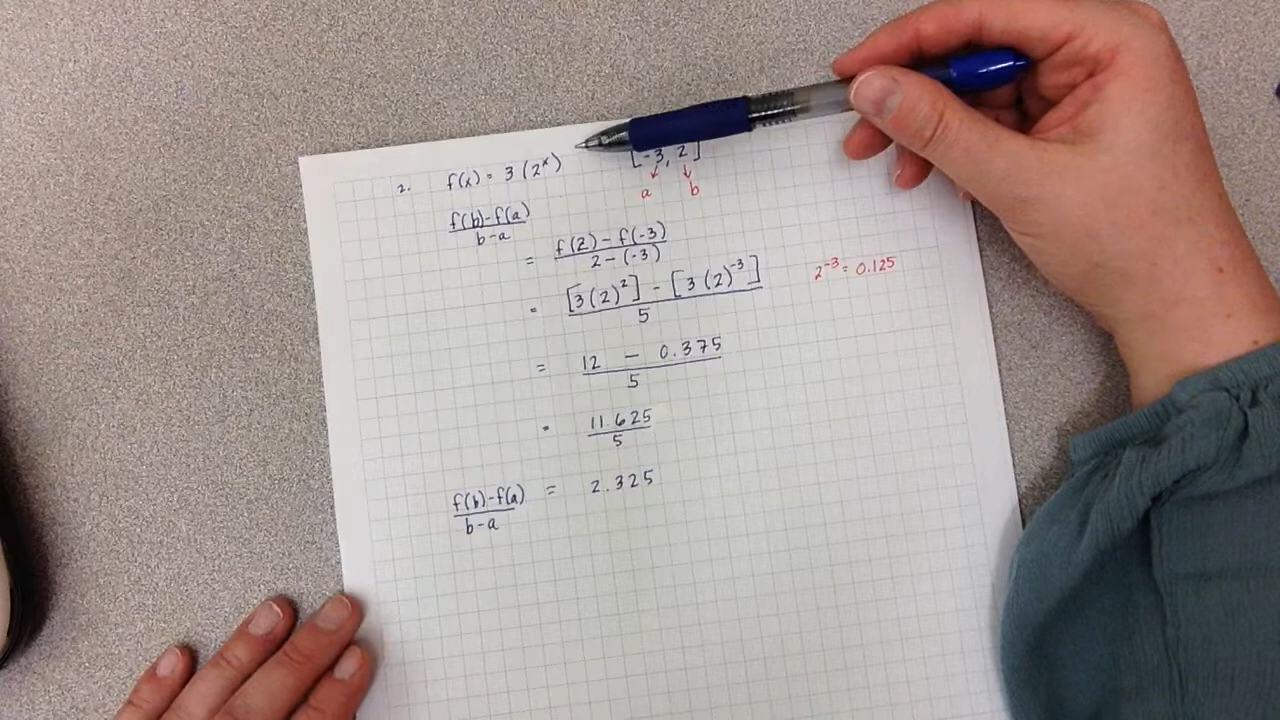 2. f(x) = 3(2^x) [-3, 2]
a b
f(b)-f(a)
b-a
= f(2) - f(-3)
2 - (-3)
= [3(2)^2] - [3(2)^-3] 2^-3 = 0.125
5
= 12 - 0.375
5
= 11.625
5
f(b)-f(a) = 2.325
b-a